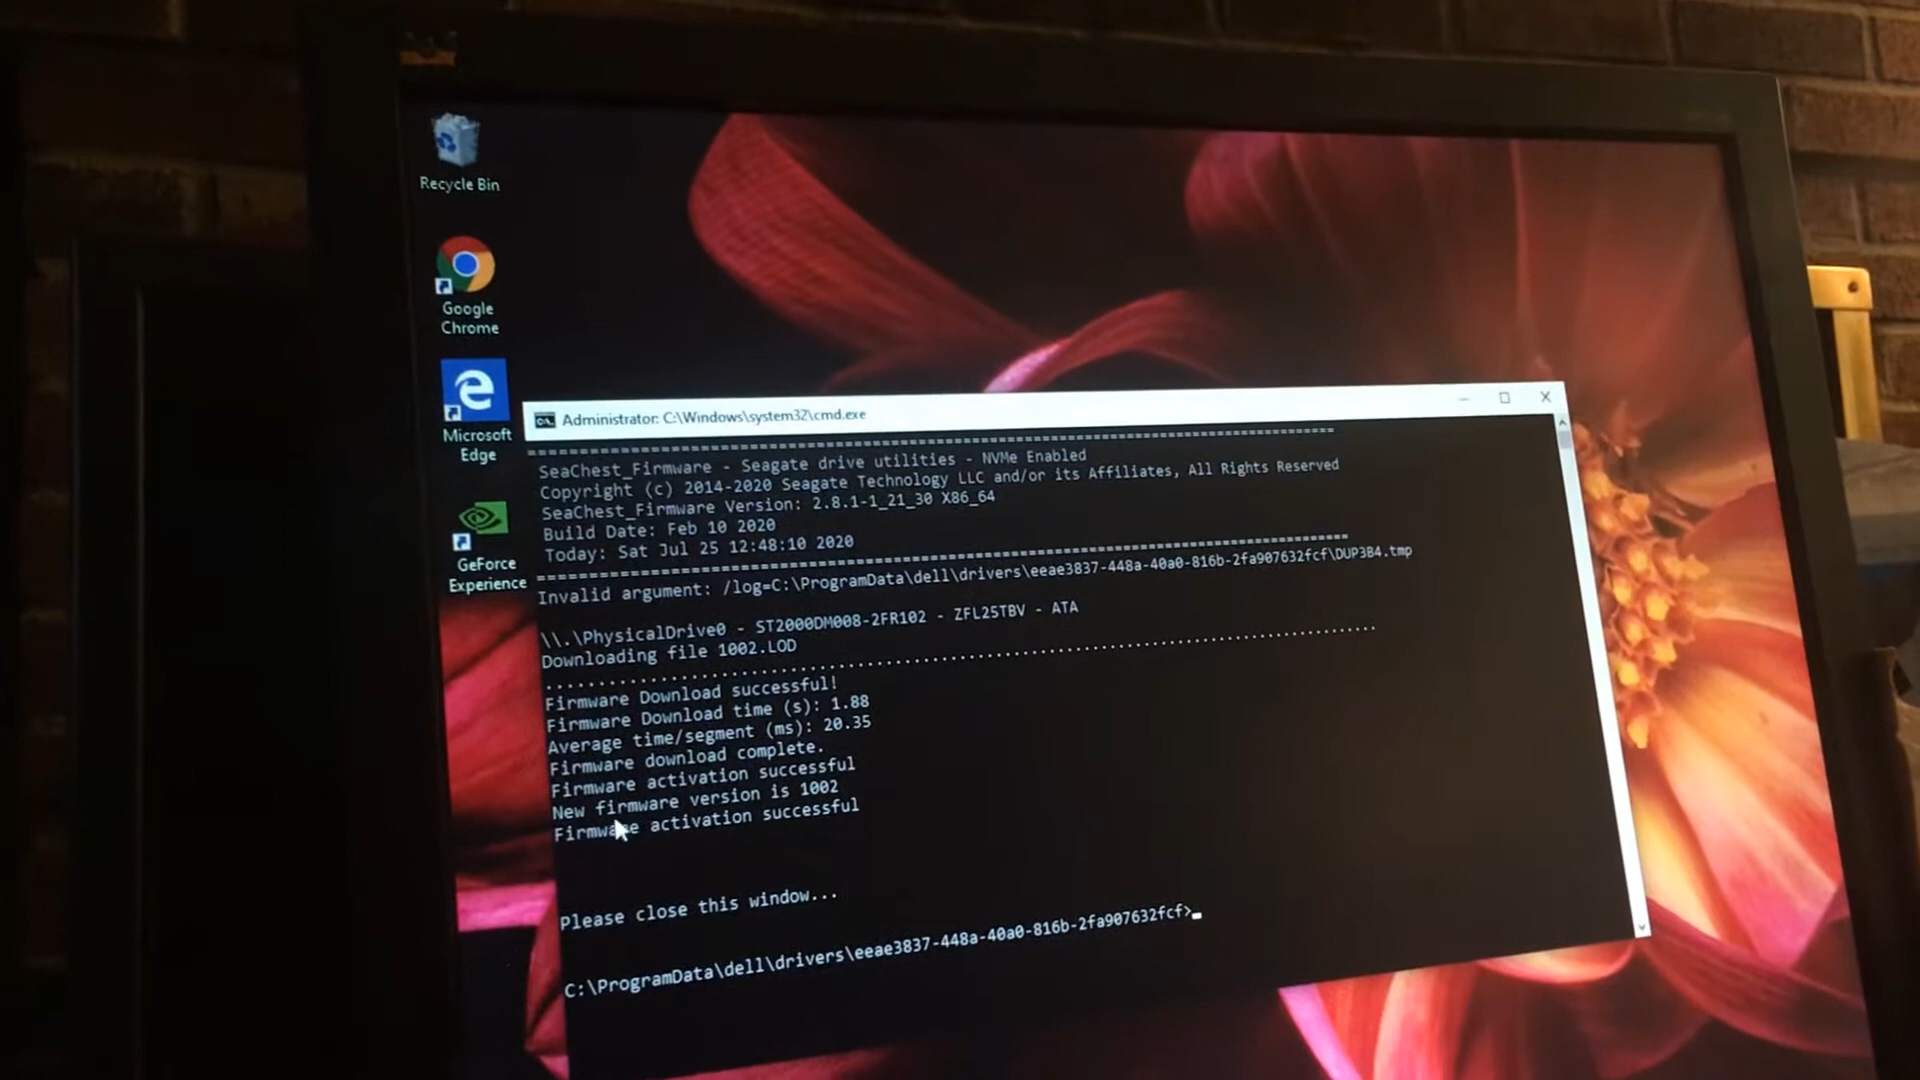 Recycle Bin
Google
Chrome
Microsoft
Edge
GeForce
Experience
Administrator: C:\Windows\system32\cmd.exe
==========================================================================================
SeaChest_Firmware - Seagate drive utilities - NVMe Enabled
Copyright (c) 2014-2020 Seagate Technology LLC and/or its Affiliates, All Rights Reserved
SeaChest_Firmware Version: 2.8.1-1_21_30 X86_64
Build Date: Feb 10 2020
Today: Sat Jul 25 12:48:10 2020
==========================================================================================
Invalid argument: /log=C:\ProgramData\dell\drivers\eeae3837-448a-40a0-816b-2fa907632fcf\DUP3B4.tmp
\\.\PhysicalDrive0 - ST2000DM008-2FR102 - ZFL25TBV - ATA
Downloading file 1002.LOD
............................................................................................
Firmware Download successful!
Firmware Download time (s): 1.88
Average time/segment (ms): 20.35
Firmware download complete.
Firmware activation successful
New firmware version is 1002
Firmware activation successful
Please close this window...
C:\ProgramData\dell\drivers\eeae3837-448a-40a0-816b-2fa907632fcf>